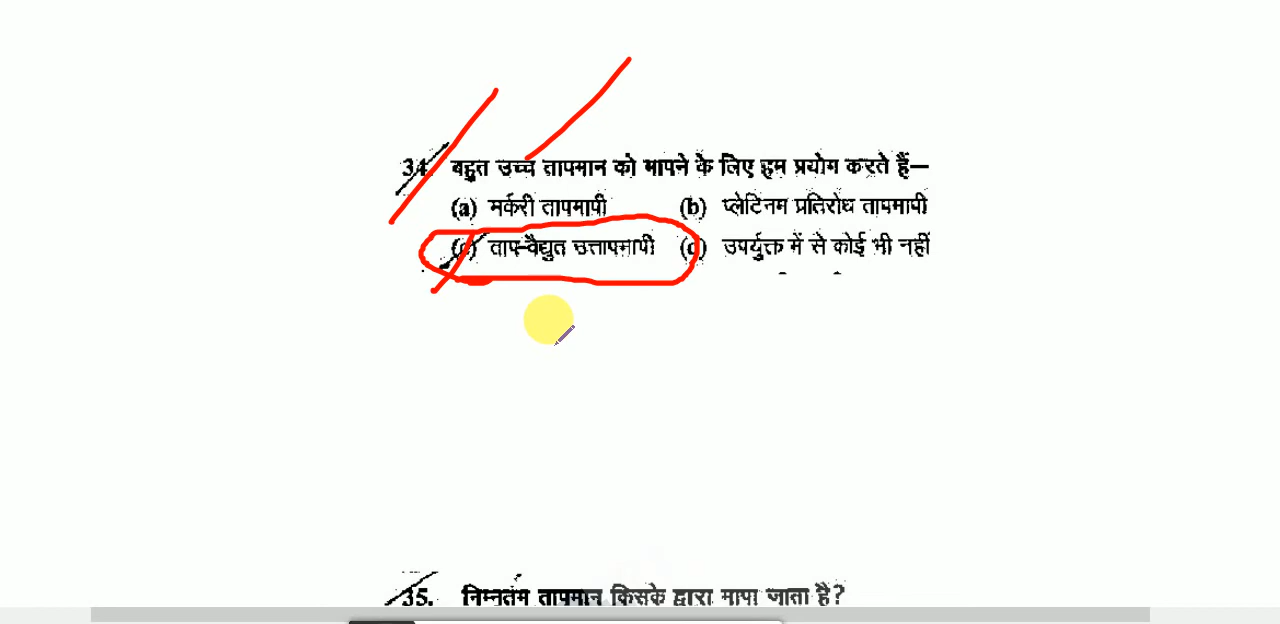 34. बहुत उच्च तापमान को मापने के लिए हम प्रयोग करते हैं—
(a) मर्करी तापमापी (b) प्लेटिनम प्रतिरोध तापमापी
(c) ताप-वैद्युत उत्तापमापी (d) उपर्युक्त में से कोई भी नहीं
35. निम्नतम तापमान किसके द्वारा मापा जाता है?